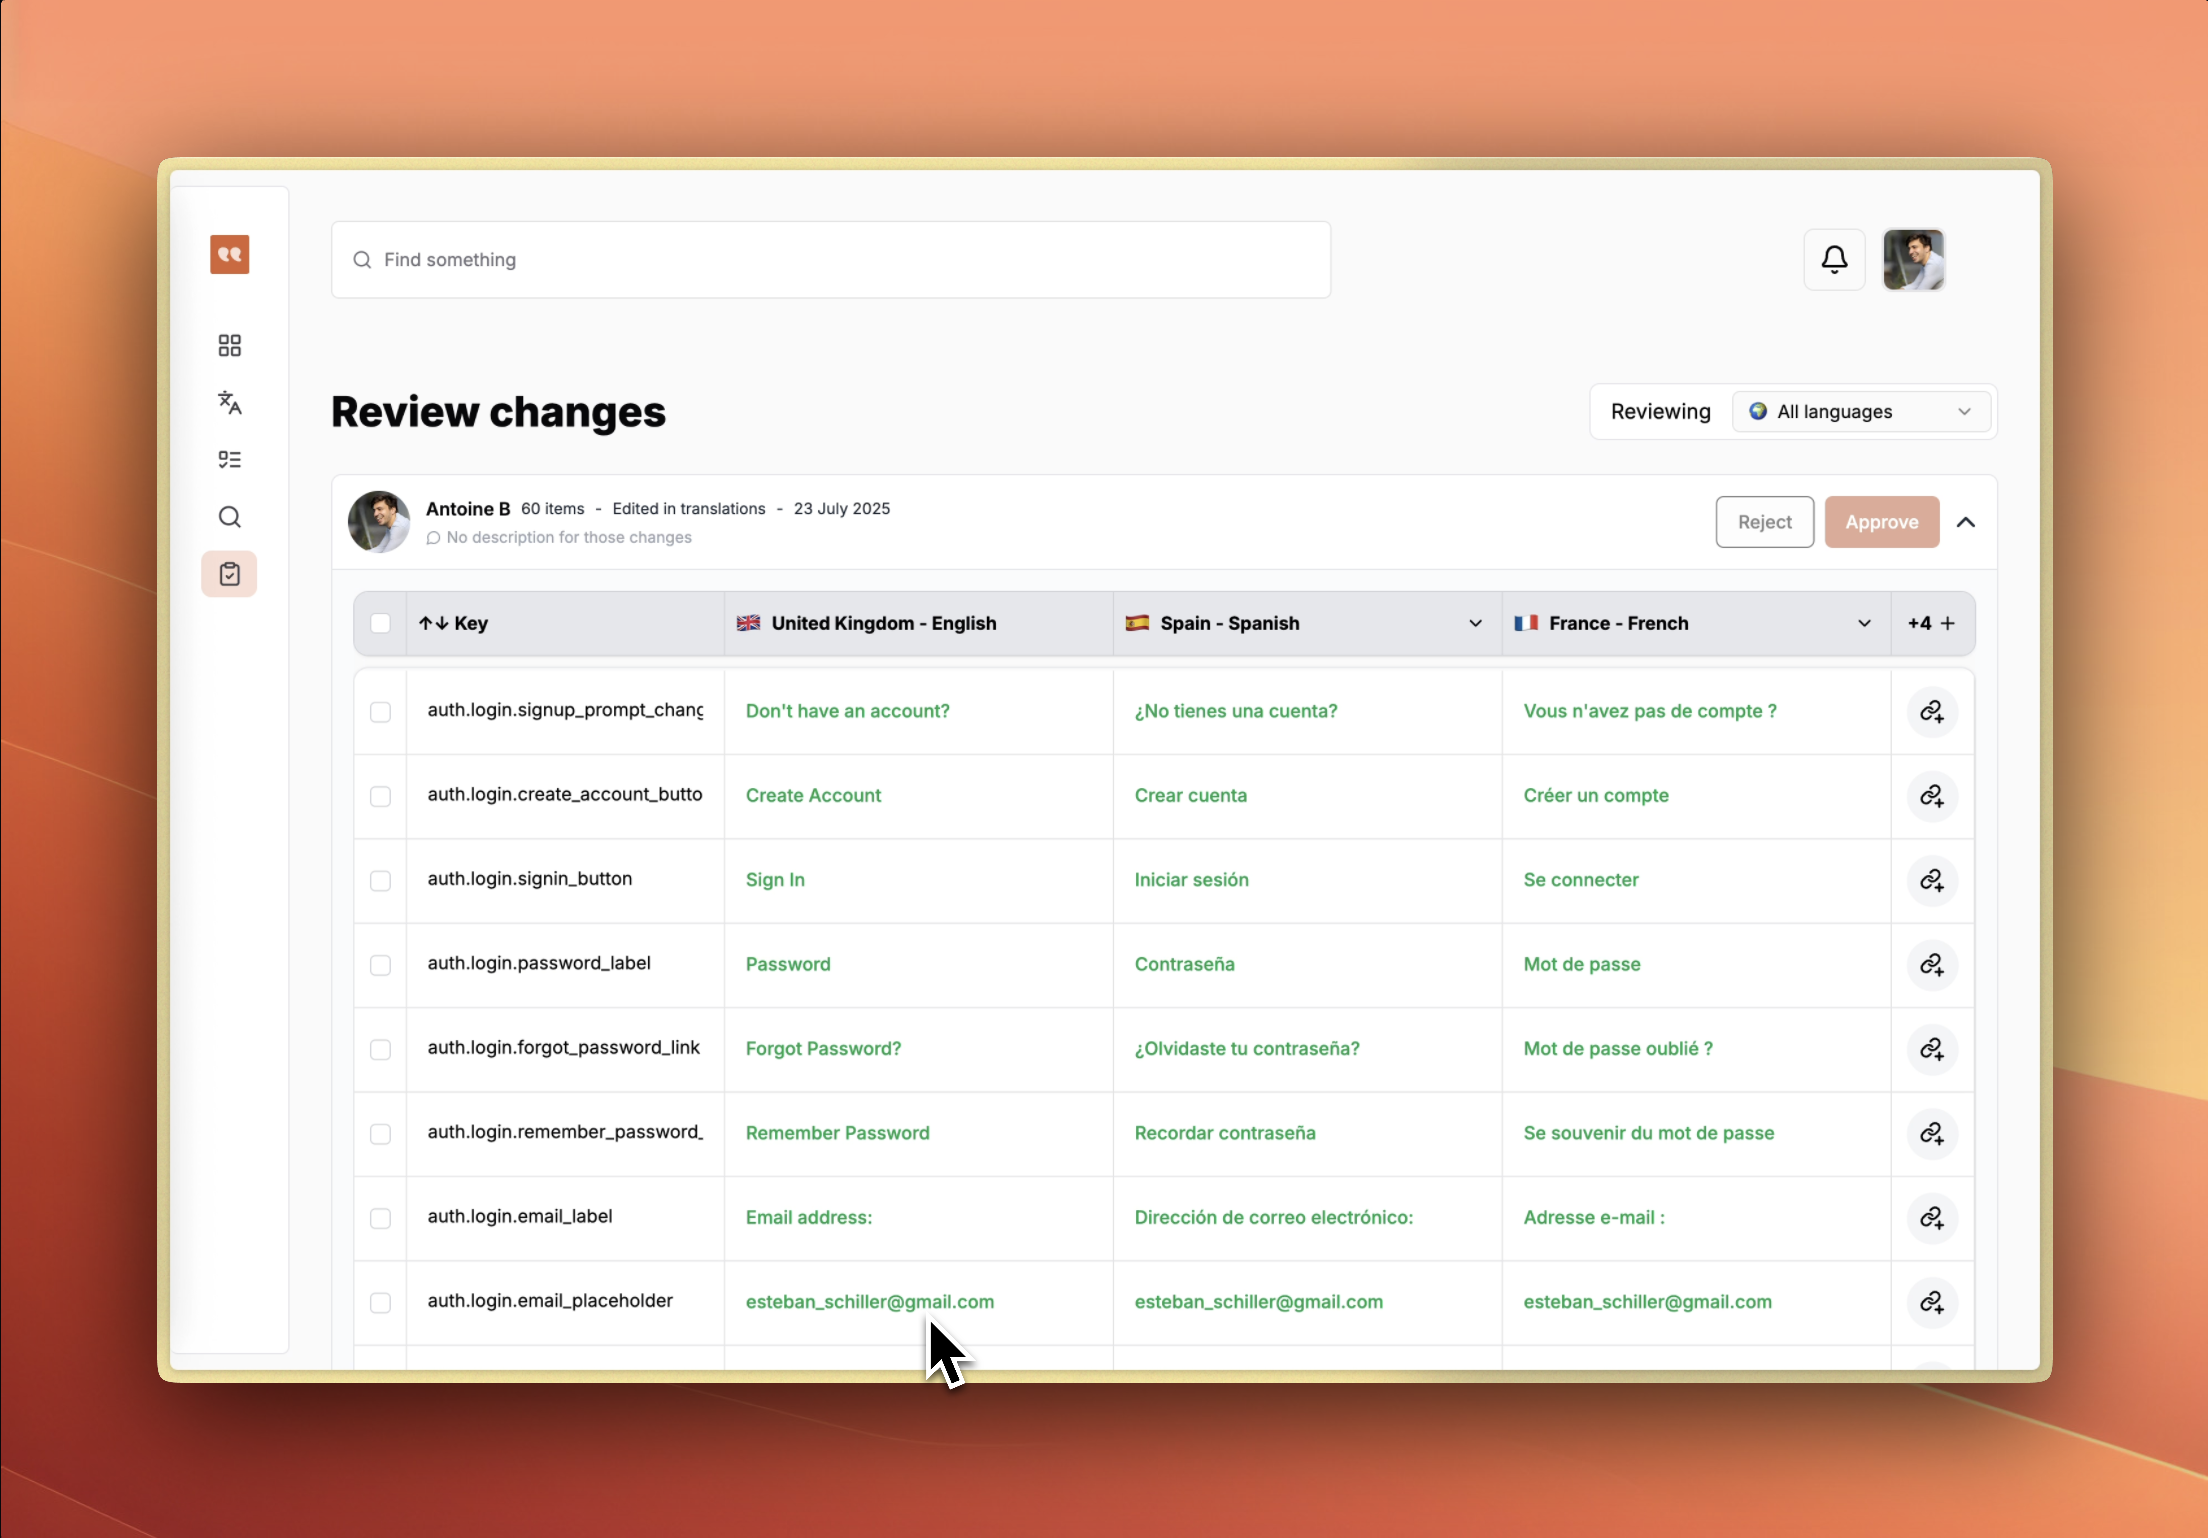 Find something
Review changes
Reviewing All languages
Antoine B 60 items - Edited in translations - 23 July 2025
No description for those changes
Reject Approve
Key United Kingdom - English Spain - Spanish France - French +4 +
auth.login.signup_prompt_chang Don't have an account? ¿No tienes una cuenta? Vous n'avez pas de compte ?
auth.login.create_account_butto Create Account Crear cuenta Créer un compte
auth.login.signin_button Sign In Iniciar sesión Se connecter
auth.login.password_label Password Contraseña Mot de passe
auth.login.forgot_password_link Forgot Password? ¿Olvidaste tu contraseña? Mot de passe oublié ?
auth.login.remember_password_ Remember Password Recordar contraseña Se souvenir du mot de passe
auth.login.email_label Email address: Dirección de correo electrónico: Adresse e-mail :
auth.login.email_placeholder esteban_schiller@gmail.com esteban_schiller@gmail.com esteban_schiller@gmail.com